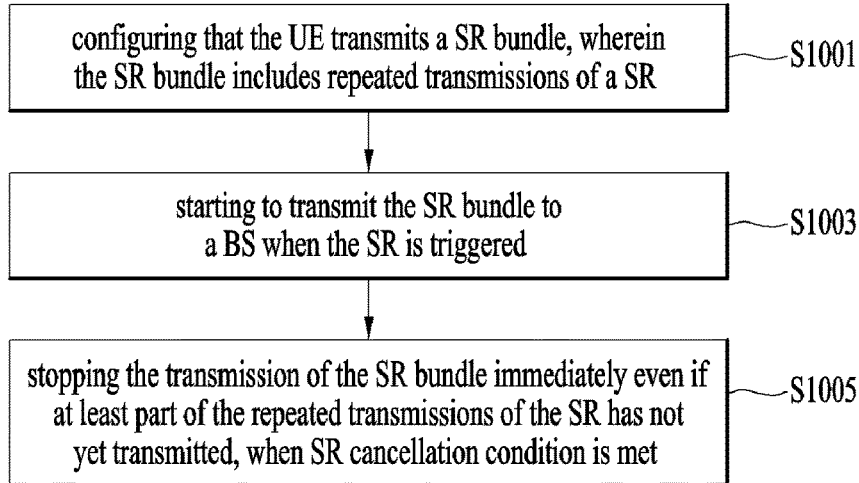 configuring that the UE transmits a SR bundle, wherein
the SR bundle includes repeated transmissions of a SR
S1001
starting to transmit the SR bundle to
a BS when the SR is triggered
S1003
stopping the transmission of the SR bundle immediately even if
at least part of the repeated transmissions of the SR has not
yet transmitted, when SR cancellation condition is met
S1005